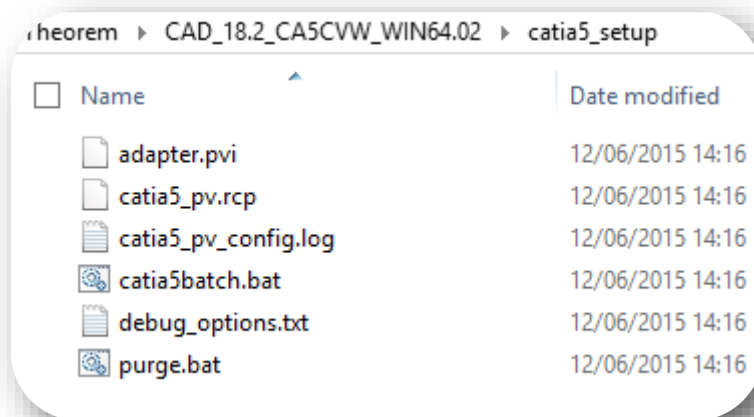 heorem ▸ CAD_18.2_CA5CVW_WIN64.02 ▸ catia5_setup
Name Date modified
adapter.pvi 12/06/2015 14:16
catia5_pv.rcp 12/06/2015 14:16
catia5_pv_config.log 12/06/2015 14:16
catia5batch.bat 12/06/2015 14:16
debug_options.txt 12/06/2015 14:16
purge.bat 12/06/2015 14:16